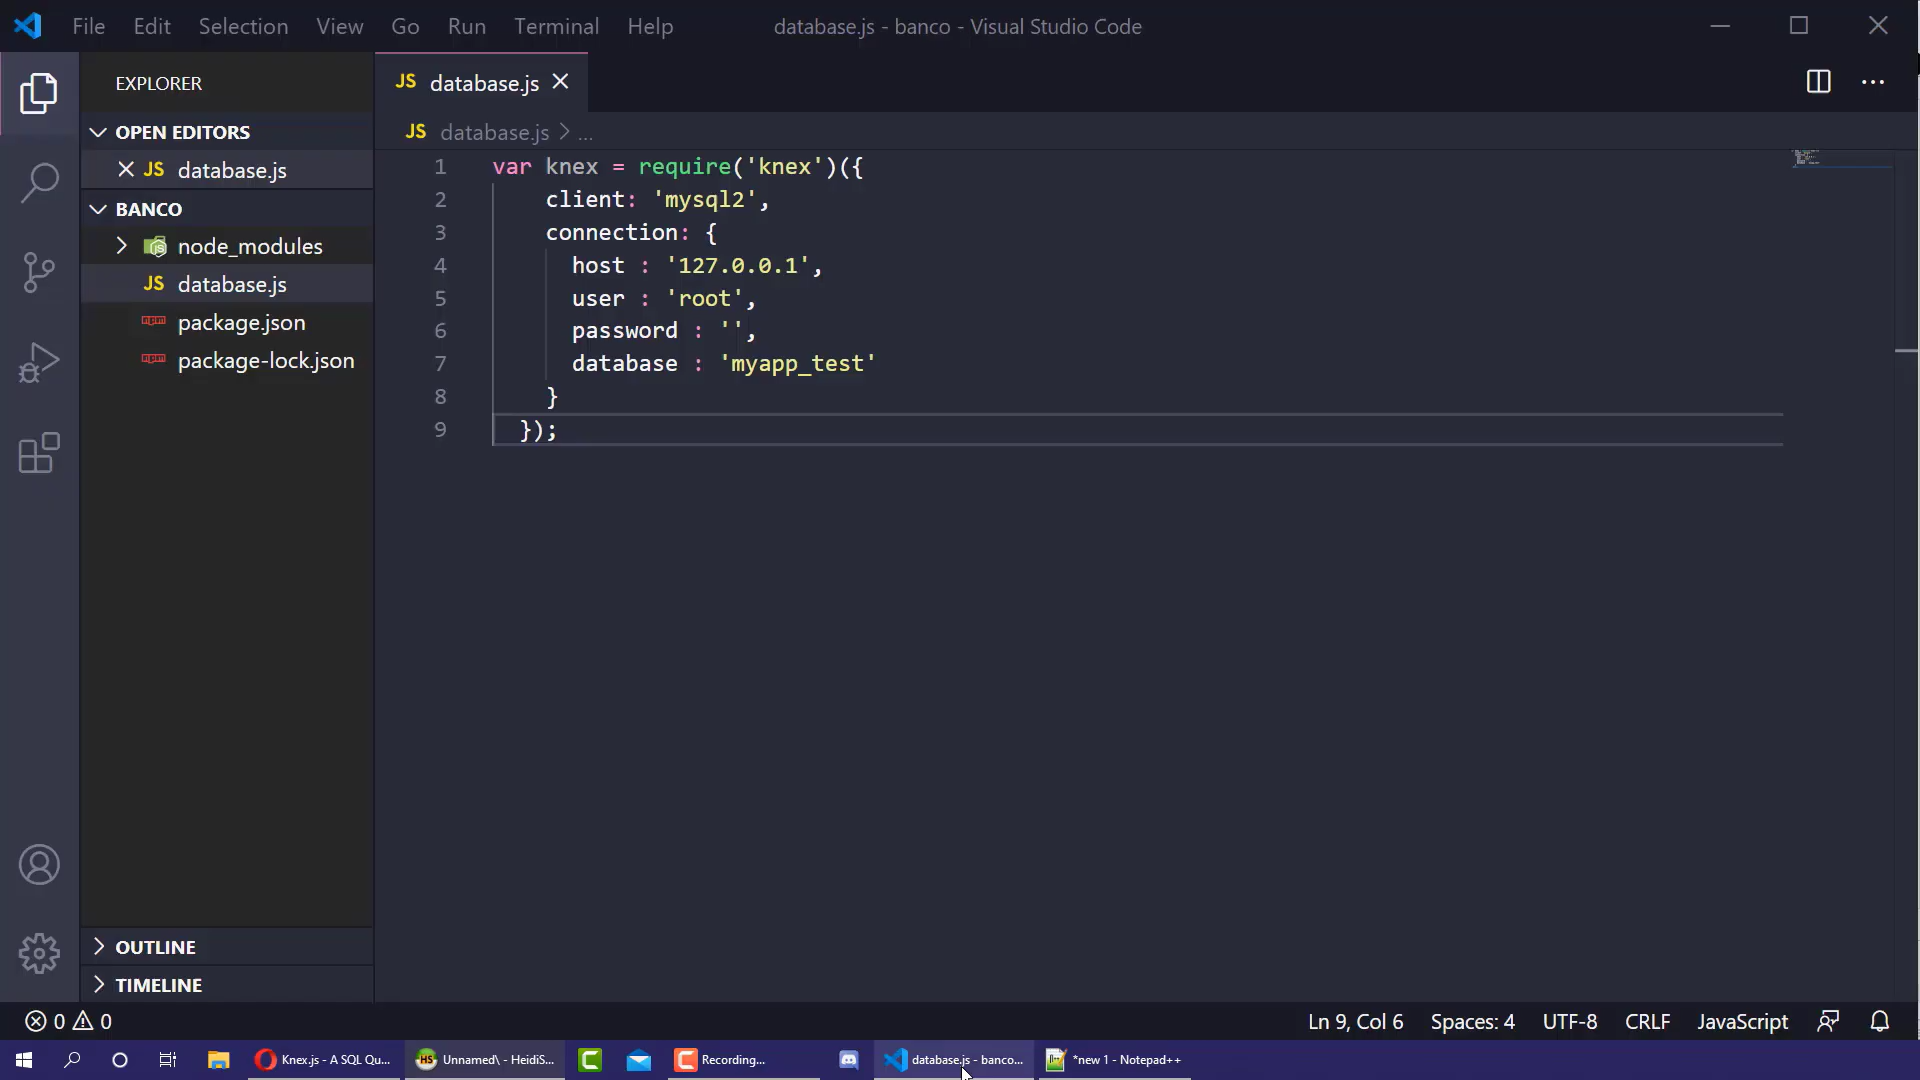 File Edit Selection View Go Run Terminal Help database.js - banco - Visual Studio Code
EXPLORER
OPEN EDITORS
JS database.js
BANCO
node_modules
JS database.js
package.json
package-lock.json
OUTLINE
TIMELINE
JS database.js
JS database.js > ...
1 var knex = require('knex')({
2 client: 'mysql2',
3 connection: {
4 host : '127.0.0.1',
5 user : 'root',
6 password : '',
7 database : 'myapp_test'
8 }
9 });
0 0 Ln 9, Col 6 Spaces: 4 UTF-8 CRLF JavaScript
Knex.js - A SQL Qu... HS Unnamed\ - HeidiS... C C Recording... database.js - banco... *new 1 - Notepad++